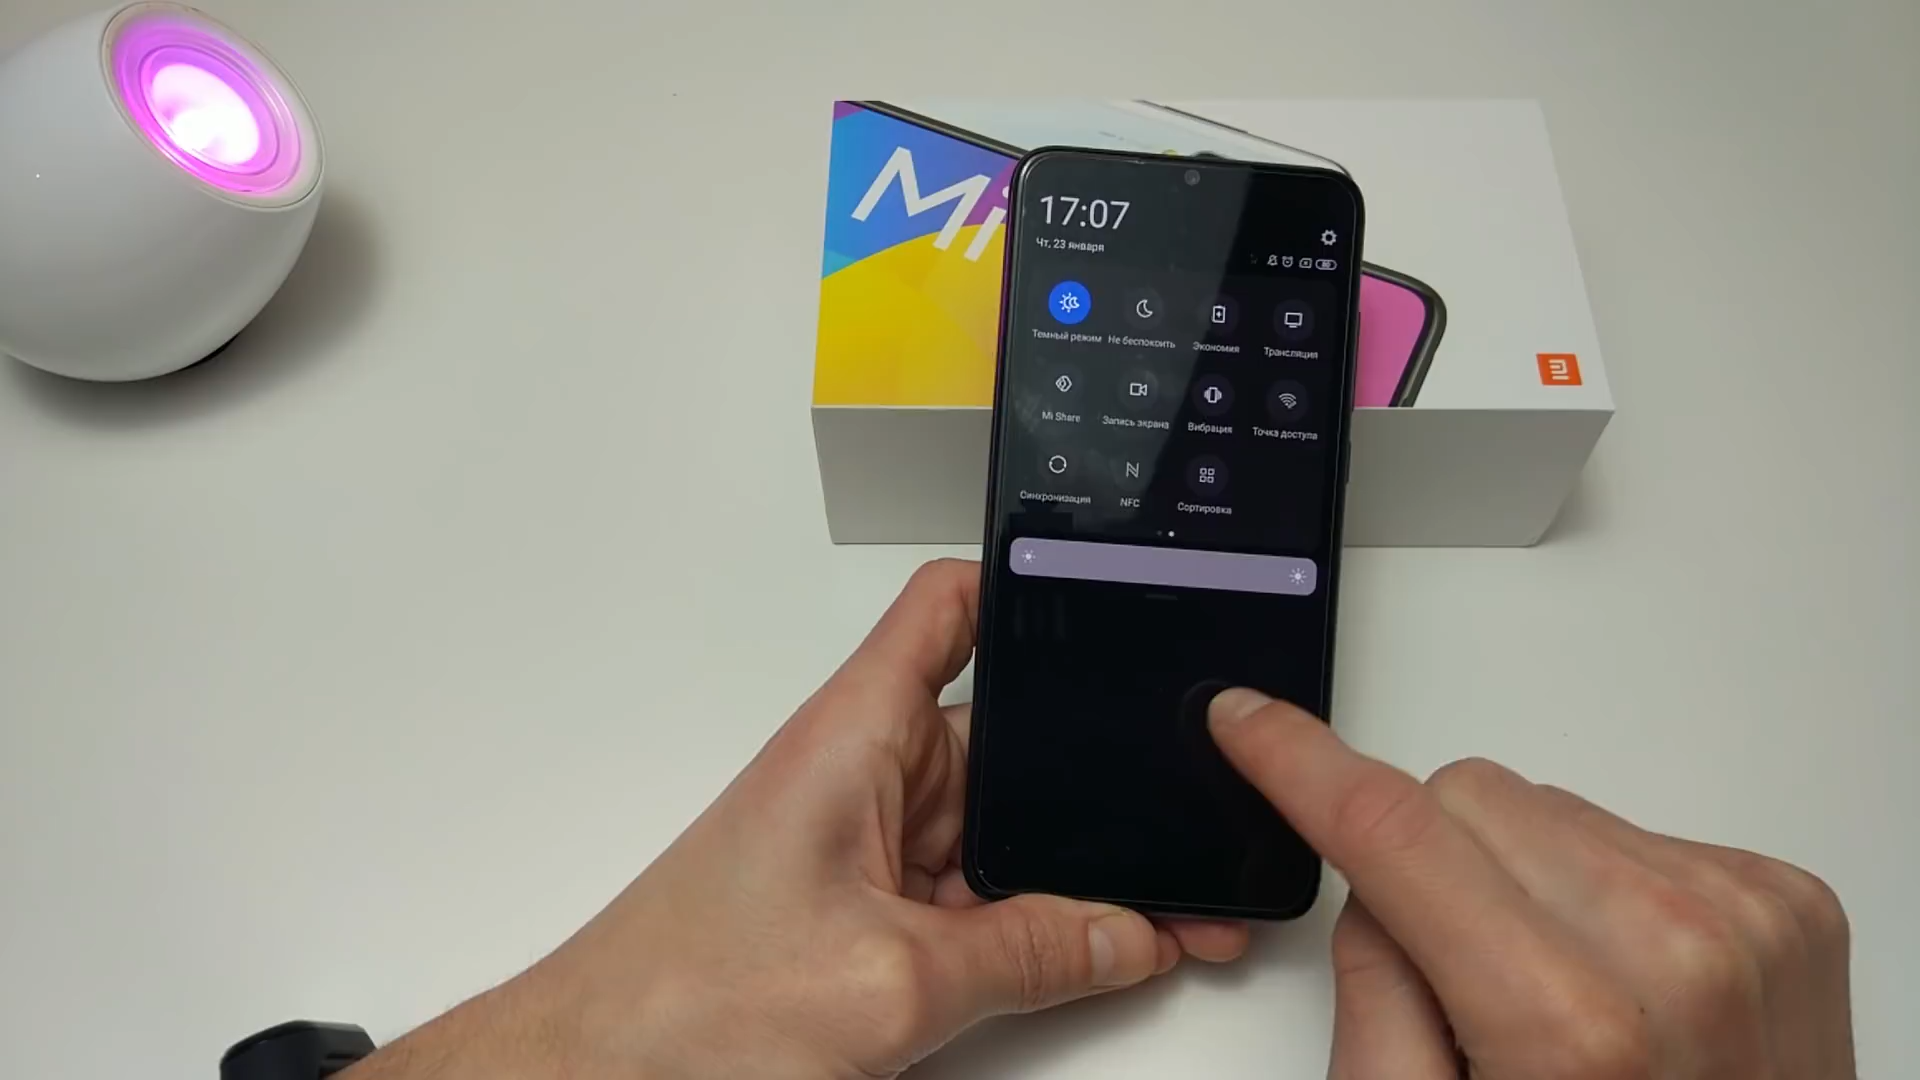 Mi
17:07
Чт, 23 января
80
Темный режим
Не беспокоить
Экономия
Трансляция
Mi Share
Запись экрана
Вибрация
Точка доступа
Синхронизация
NFC
Сортировка